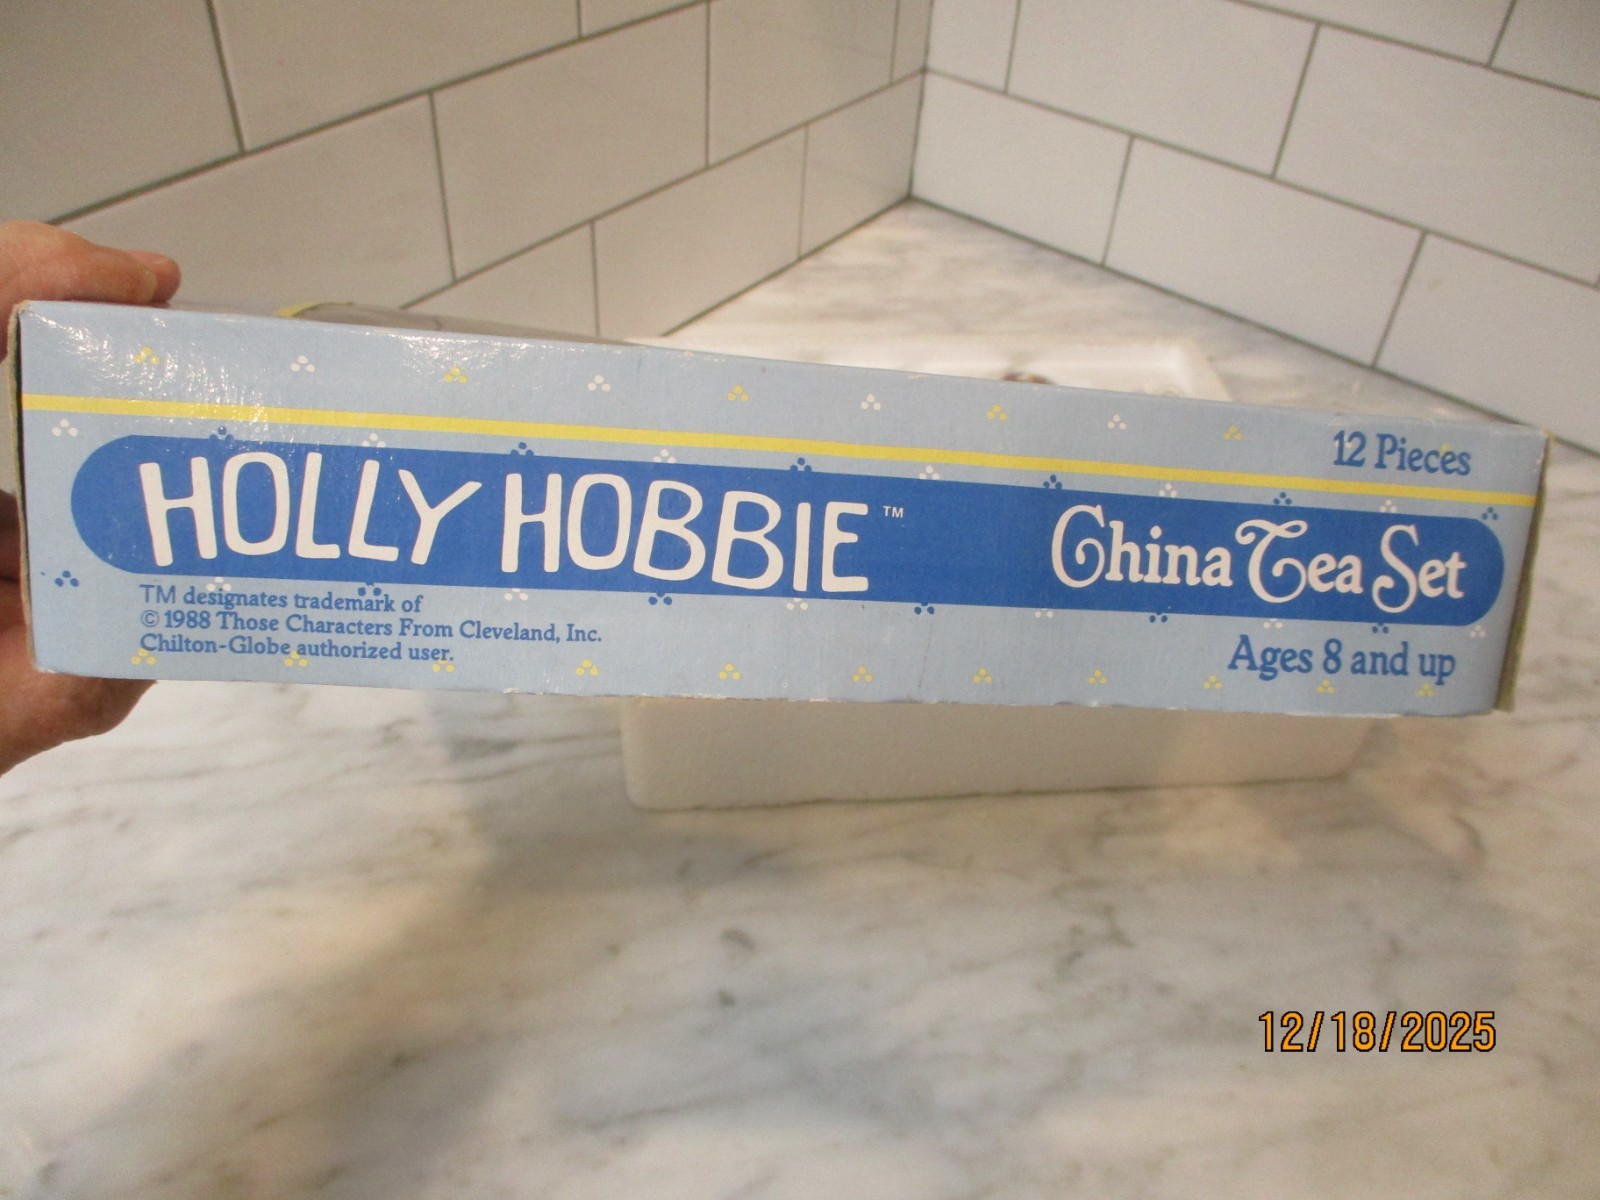 12 Pieces
HOLLY HOBBIE™
China Tea Set
TM designates trademark of
© 1988 Those Characters From Cleveland, Inc.
Chilton-Globe authorized user.
Ages 8 and up
12/18/2025